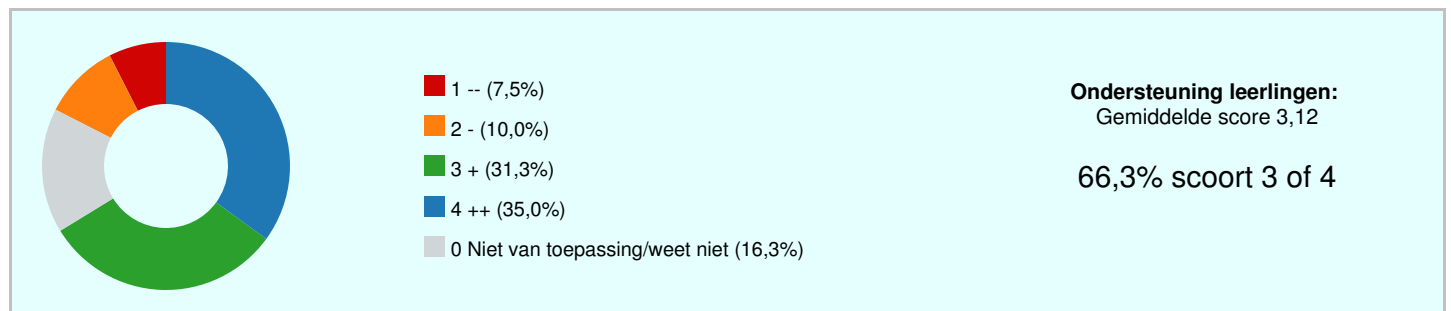 1 -- (7,5%)
2 - (10,0%)
3 + (31,3%)
4 ++ (35,0%)
0 Niet van toepassing/weet niet (16,3%)
Ondersteuning leerlingen:
Gemiddelde score 3,12
66,3% scoort 3 of 4